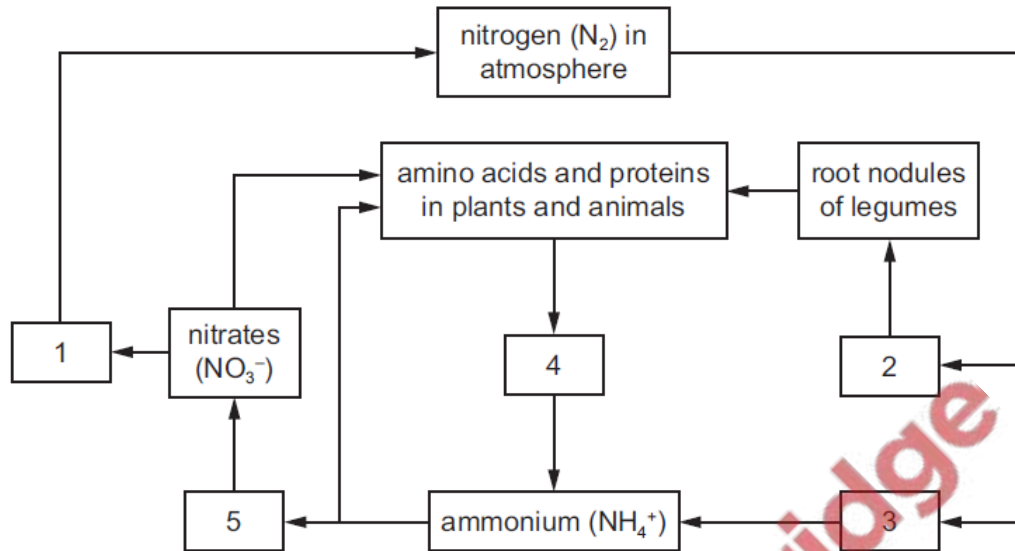 nitrogen (N₂) in
atmosphere
amino acids and proteins
in plants and animals
root nodules
of legumes
1
nitrates
(NO₃⁻)
4
2
5
ammonium (NH₄⁺)
3